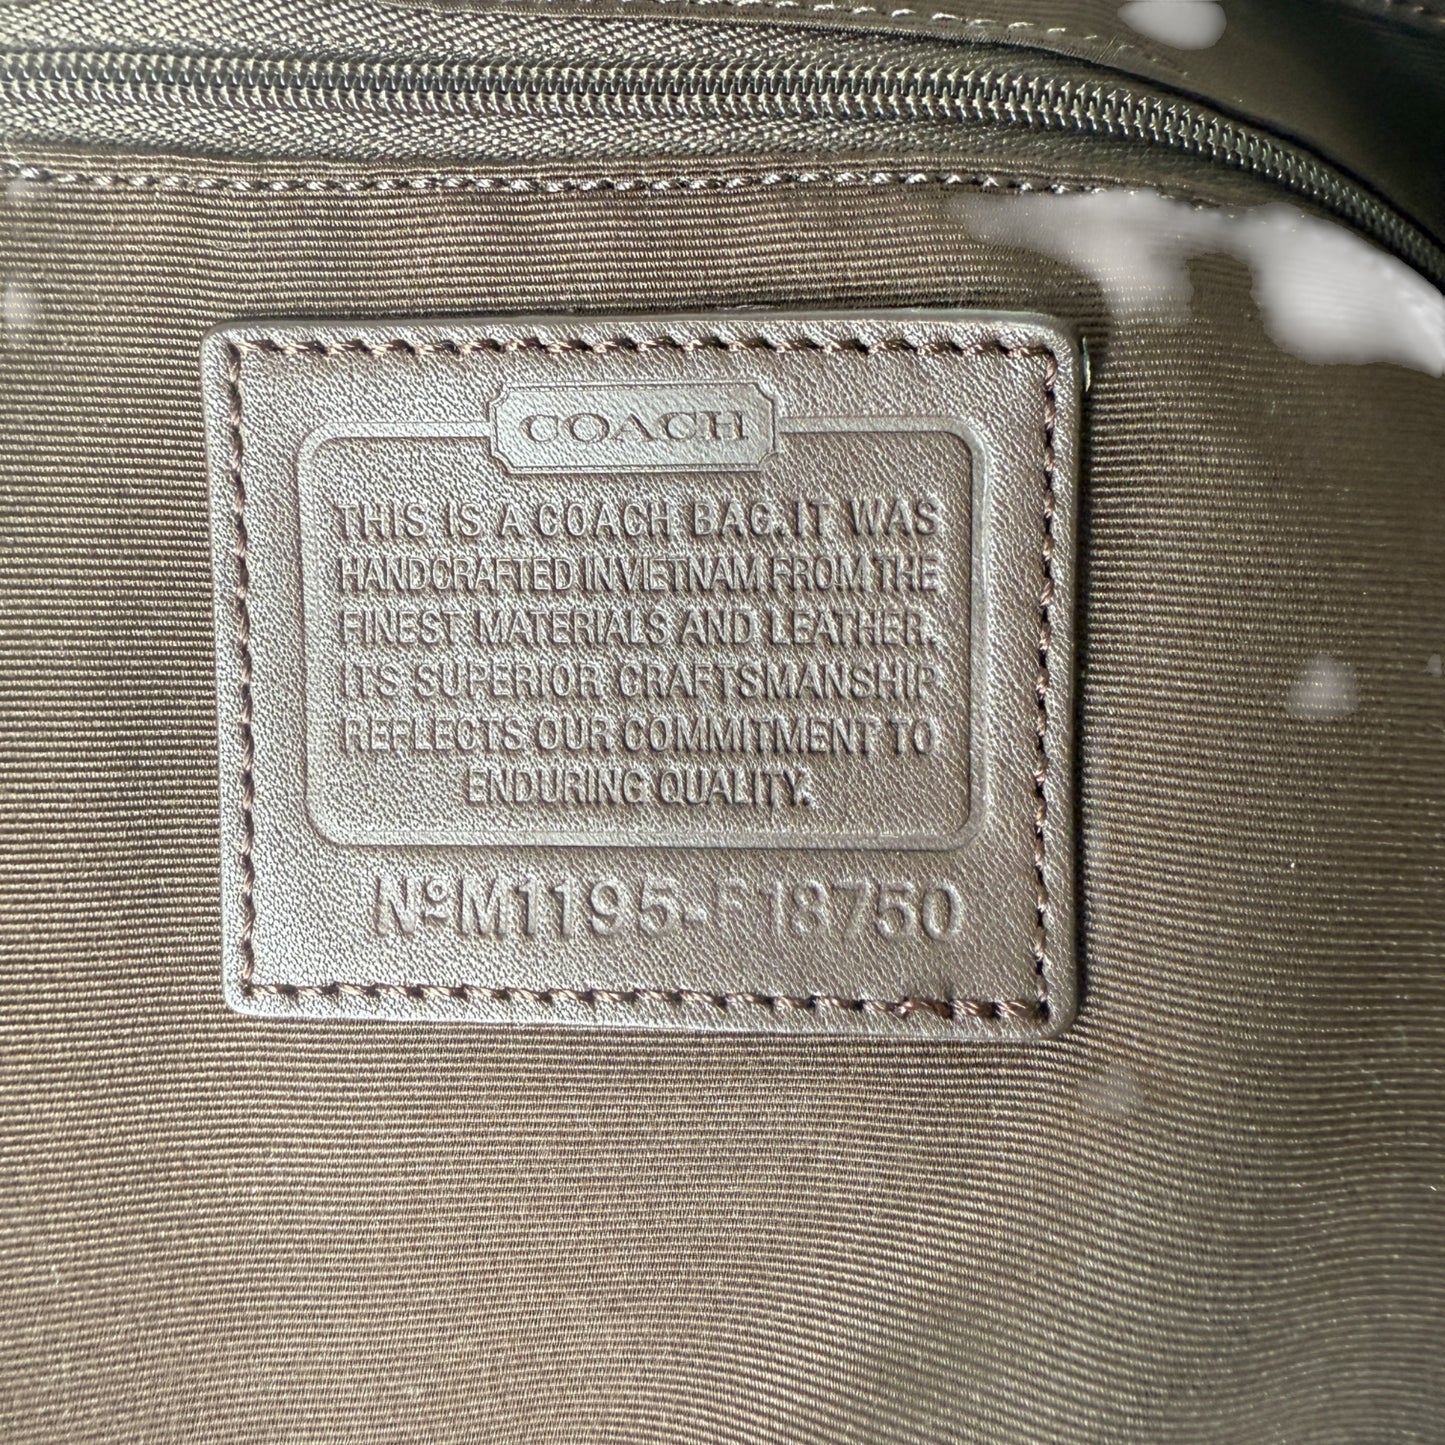 COACH
THIS IS A COACH BAG. IT WAS
HANDCRAFTED IN VIETNAM FROM THE
FINEST MATERIALS AND LEATHER.
ITS SUPERIOR CRAFTSMANSHIP
REFLECTS OUR COMMITMENT TO
ENDURING QUALITY.
NºM1195-F18750